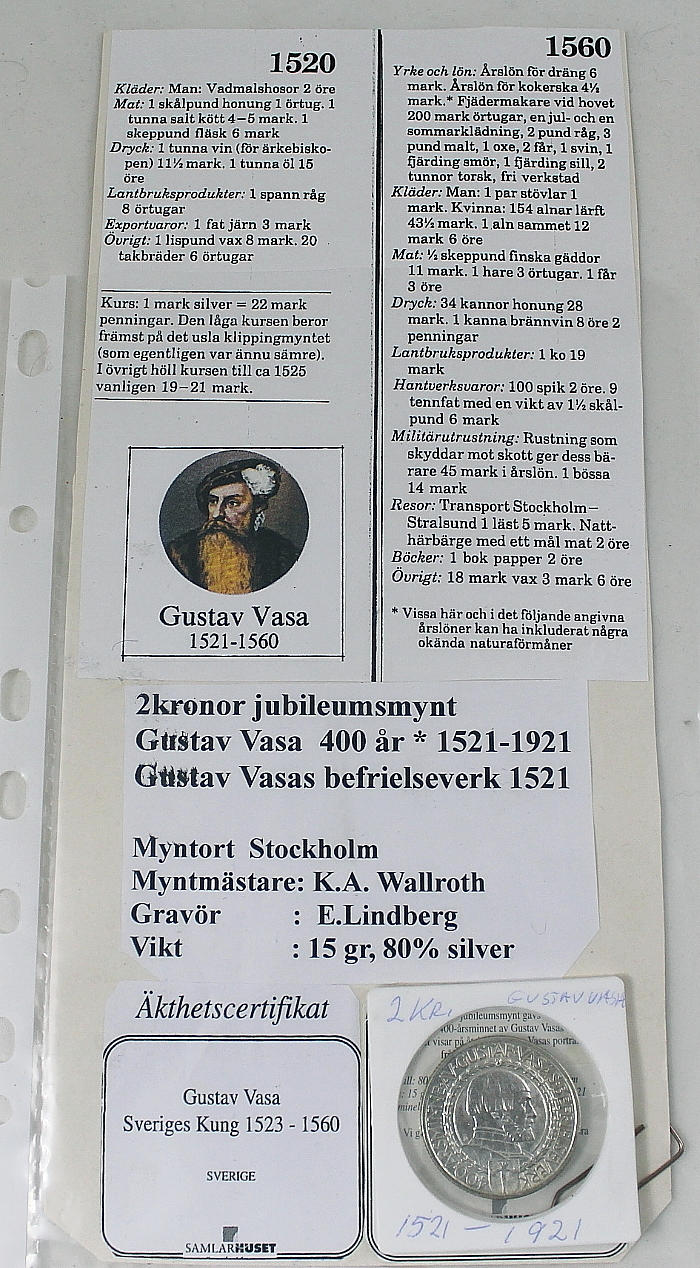 1520
Kläder: Man: Vadmalshosor 2 öre
Mat: 1 skålpund honung 1 örtug. 1
tunna salt kött 4–5 mark. 1
skeppund fläsk 6 mark
Dryck: 1 tunna vin (för ärkebisko-
pen) 11½ mark. 1 tunna öl 15
öre
Lantbruksprodukter: 1 spann råg
8 örtugar
Exportvaror: 1 fat järn 3 mark
Övrigt: 1 lispund vax 8 mark. 20
takbräder 6 örtugar
Kurs: 1 mark silver = 22 mark
penningar. Den låga kursen beror
främst på det usla klippingmyntet
(som egentligen var ännu sämre).
I övrigt höll kursen till ca 1525
vanligen 19–21 mark.
Gustav Vasa
1521-1560
1560
Yrke och lön: Årslön för dräng 6
mark. Årslön för kokerska 4½
mark.* Fjädermakare vid hovet
200 mark örtugar, en jul- och en
sommarklädning, 2 pund råg, 3
pund malt, 1 oxe, 2 får, 1 svin, 1
fjärding smör, 1 fjärding sill, 2
tunnor torsk, fri verkstad
Kläder: Man: 1 par stövlar 1
mark. Kvinna: 154 alnar lärft
43½ mark. 1 aln sammet 12
mark 6 öre
Mat: ½ skeppund finska gäddor
11 mark. 1 hare 3 örtugar. 1 får
3 öre
Dryck: 34 kannor honung 28
mark. 1 kanna brännvin 8 öre 2
penningar
Lantbruksprodukter: 1 ko 19
mark
Hantverksvaror: 100 spik 2 öre. 9
tennfat med en vikt av 1½ skål-
pund 6 mark
Militärutrustning: Rustning som
skyddar mot skott ger dess bä-
rare 45 mark i årslön. 1 bössa
14 mark
Resor: Transport Stockholm–
Stralsund 1 läst 5 mark. Natt-
härbärge med ett mål mat 2 öre
Böcker: 1 bok papper 2 öre
Övrigt: 18 mark vax 3 mark 6 öre
* Vissa här och i det följande angivna
årslöner kan ha inkluderat några
okända naturaförmåner
2kronor jubileumsmynt
Gustav Vasa 400 år * 1521-1921
Gustav Vasas befrielseverk 1521
Myntort Stockholm
Myntmästare: K.A. Wallroth
Gravör : E.Lindberg
Vikt : 15 gr, 80% silver
Äkthetscertifikat
Gustav Vasa
Sveriges Kung 1523 - 1560
SVERIGE
SAMLARHUSET
2 KR. GUSTAV VASA
jubileumsmynt gavs
00-årsminnet av Gustav Vasas
visar på
Vasas porträ
GUSTAF VASA
1521 – 1921